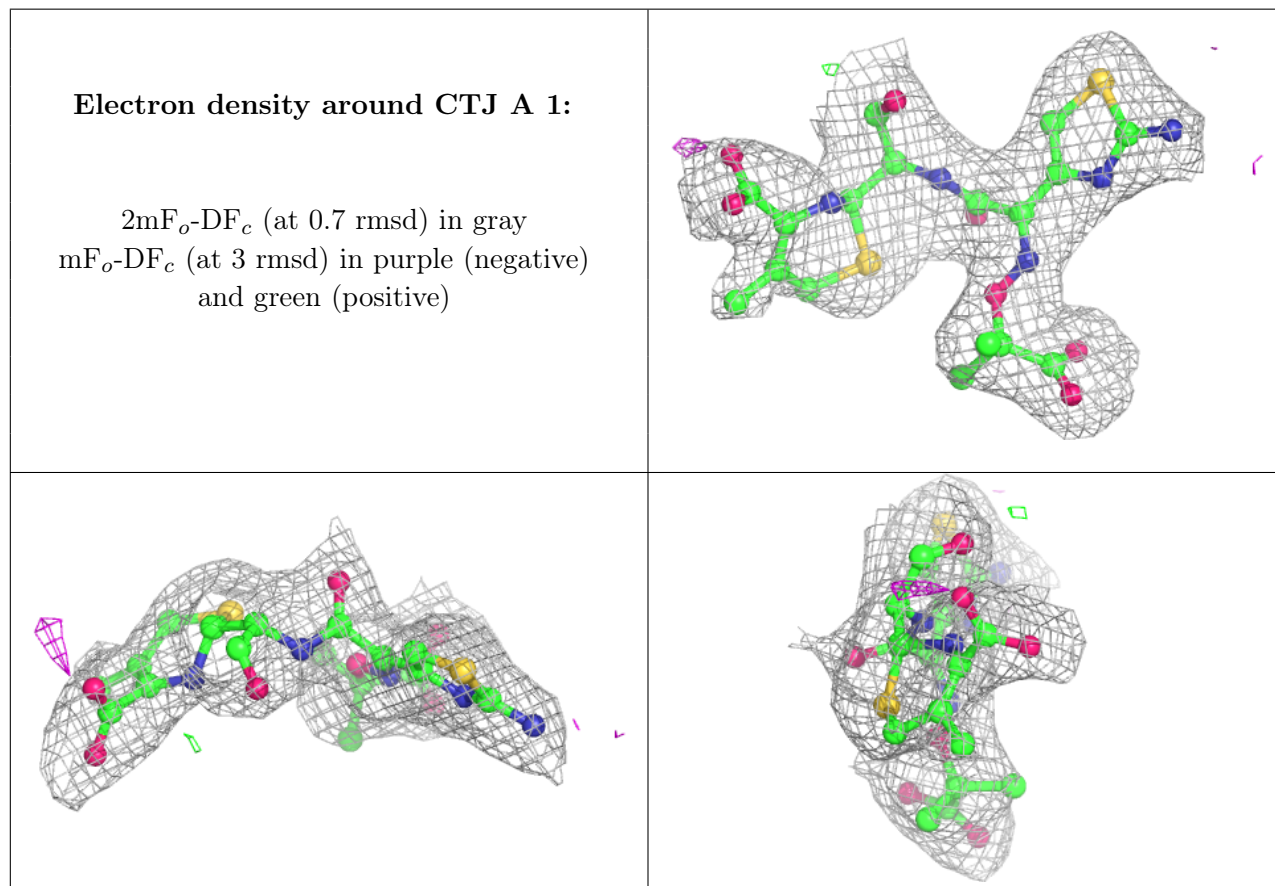 Electron density around CTJ A 1:
2mFo-DFc (at 0.7 rmsd) in gray
mFo-DFc (at 3 rmsd) in purple (negative)
and green (positive)